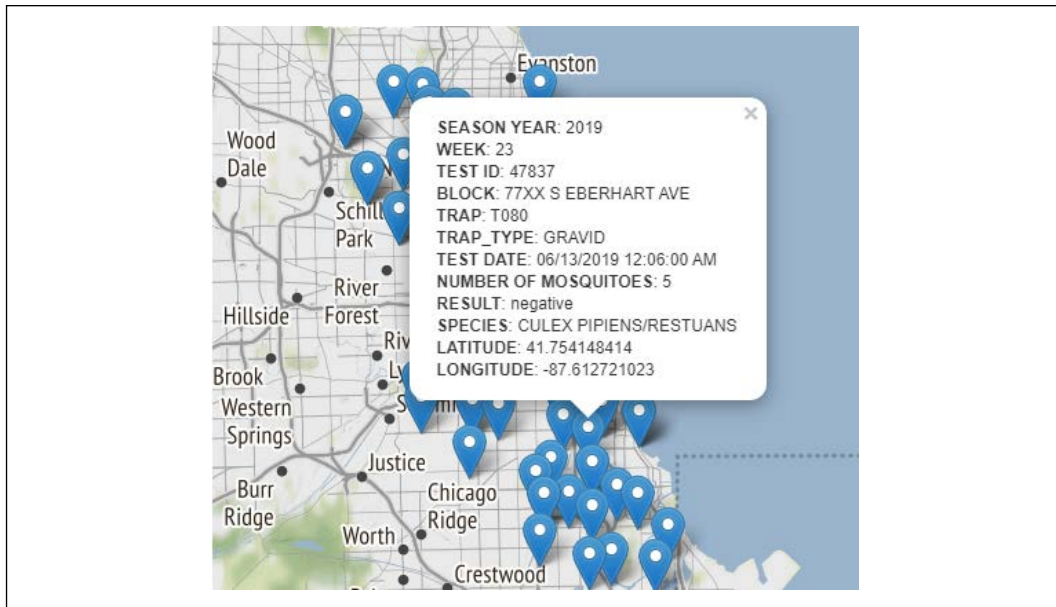 Evanston
×
SEASON YEAR: 2019
WEEK: 23
TEST ID: 47837
BLOCK: 77XX S EBERHART AVE
TRAP: T080
TRAP_TYPE: GRAVID
TEST DATE: 06/13/2019 12:06:00 AM
NUMBER OF MOSQUITOES: 5
RESULT: negative
SPECIES: CULEX PIPIENS/RESTUANS
LATITUDE: 41.754148414
LONGITUDE: -87.612721023
Wood
Dale
Schill
Park
River
Forest
Hillside
Riv
Ly
Brook
Western
Springs
Justice
Burr
Ridge
Chicago
Ridge
Worth
Crestwood